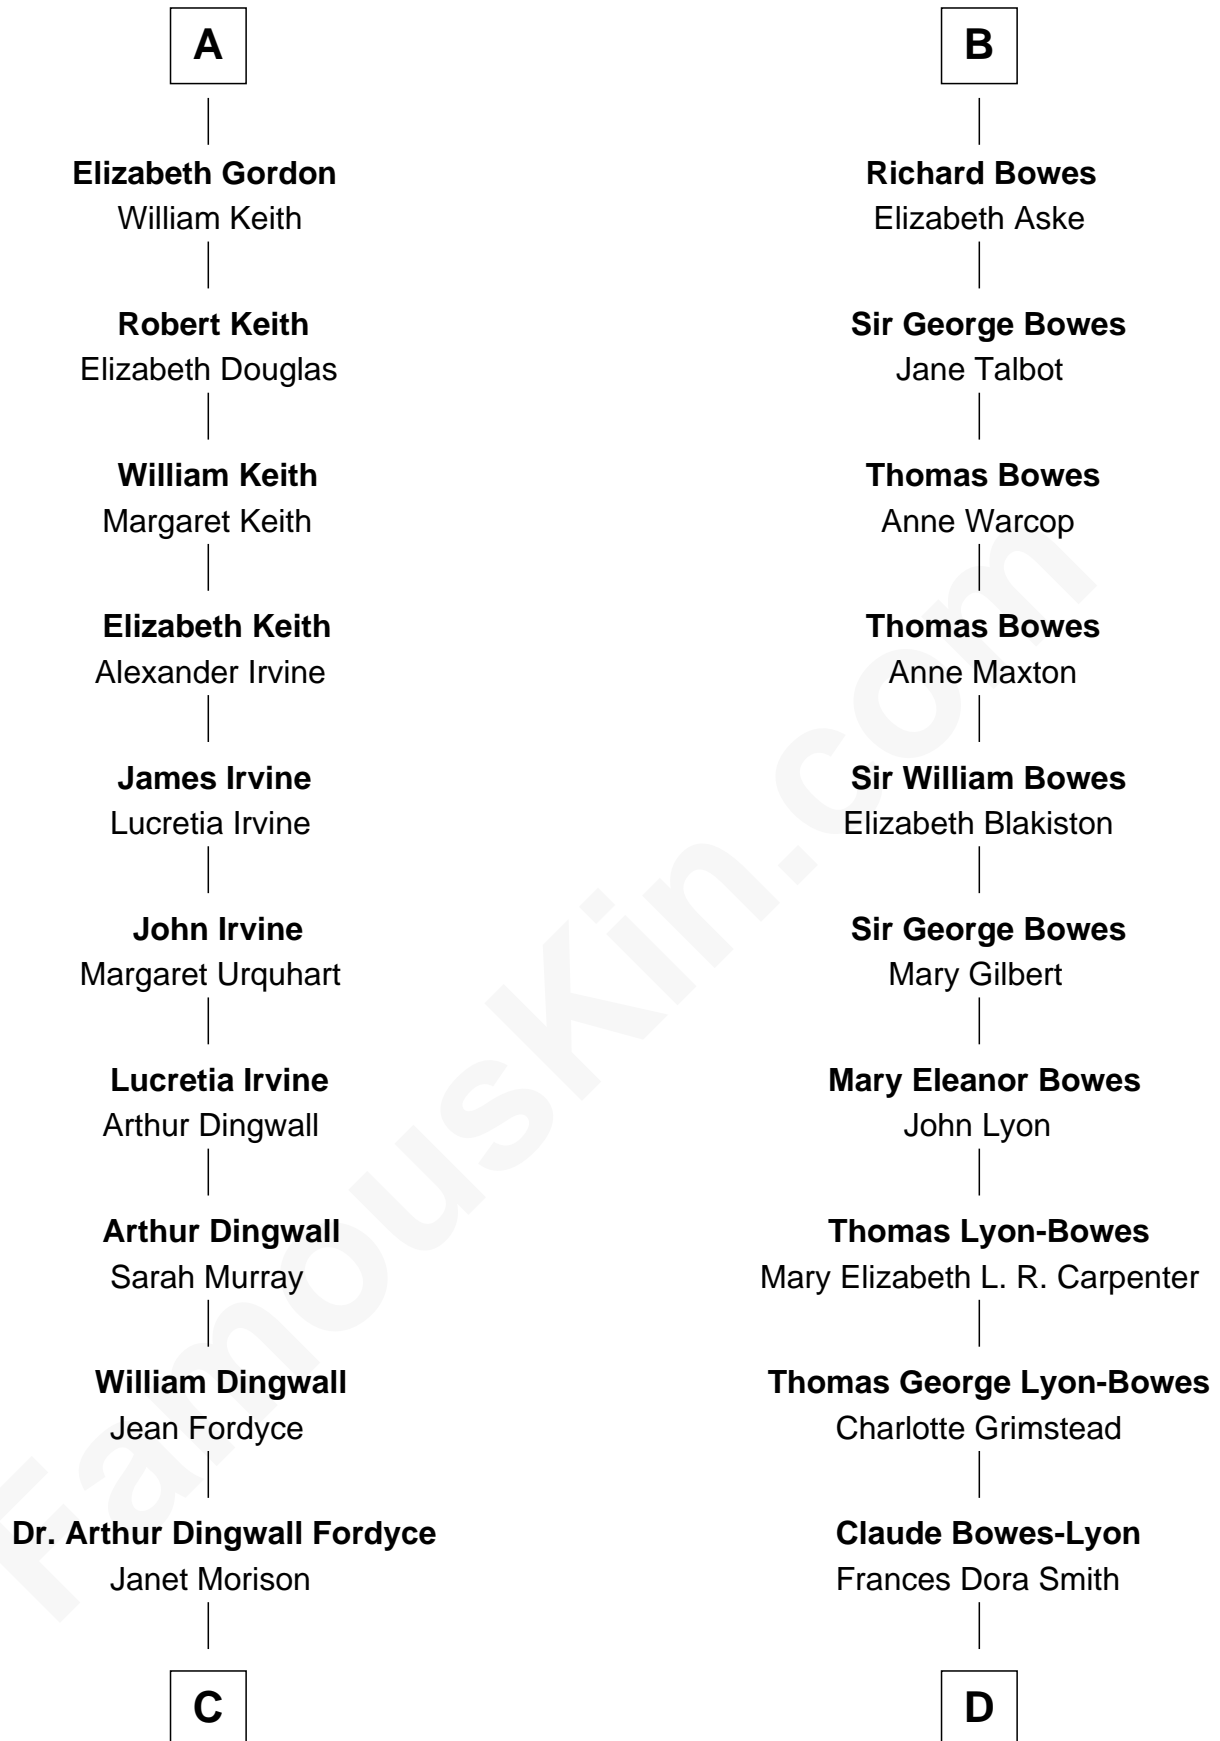 A
Elizabeth Gordon
William Keith
Robert Keith
Elizabeth Douglas
William Keith
Margaret Keith
Elizabeth Keith
Alexander Irvine
James Irvine
Lucretia Irvine
John Irvine
Margaret Urquhart
Lucretia Irvine
Arthur Dingwall
Arthur Dingwall
Sarah Murray
William Dingwall
Jean Fordyce
Dr. Arthur Dingwall Fordyce
Janet Morison
C
B
Richard Bowes
Elizabeth Aske
Sir George Bowes
Jane Talbot
Thomas Bowes
Anne Warcop
Thomas Bowes
Anne Maxton
Sir William Bowes
Elizabeth Blakiston
Sir George Bowes
Mary Gilbert
Mary Eleanor Bowes
John Lyon
Thomas Lyon-Bowes
Mary Elizabeth L. R. Carpenter
Thomas George Lyon-Bowes
Charlotte Grimstead
Claude Bowes-Lyon
Frances Dora Smith
D
FamousKin.com